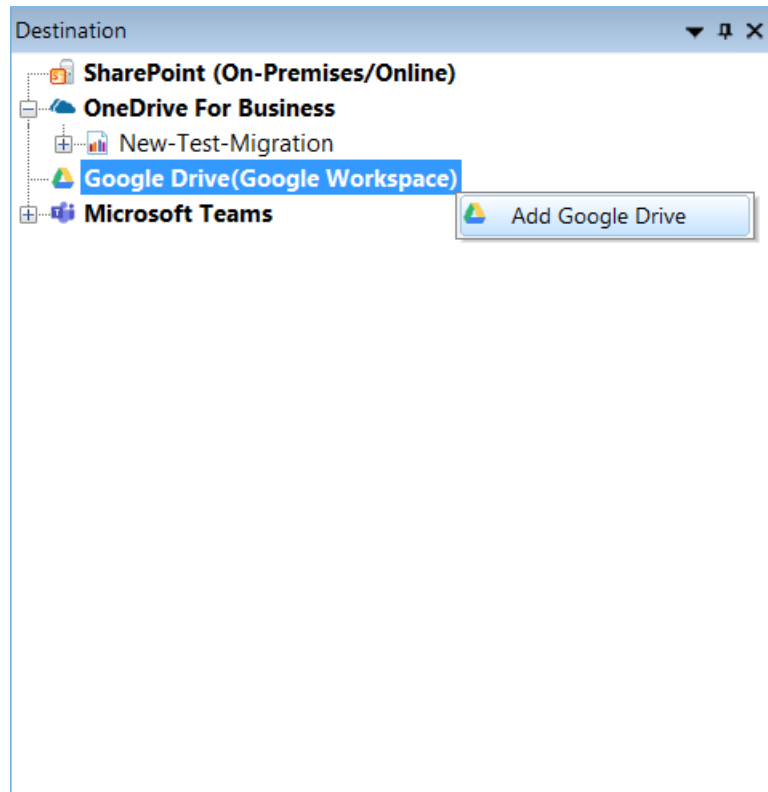 Destination
SharePoint (On-Premises/Online)
OneDrive For Business
New-Test-Migration
Google Drive(Google Workspace)
Add Google Drive
Microsoft Teams